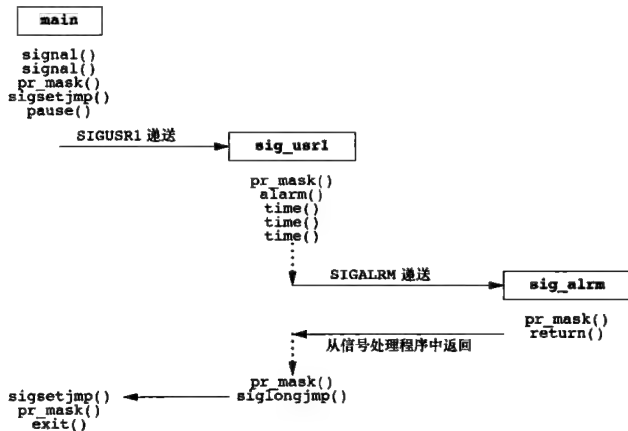 main
signal()
signal()
pr_mask()
sigsetjmp()
pause()
SIGUSR1 递送
sig_usr1
pr_mask()
alarm()
time()
time()
time()
SIGALRM 递送
sig_alrm
pr_mask()
return()
从信号处理程序中返回
pr_mask()
siglongjmp()
sigsetjmp()
pr_mask()
exit()